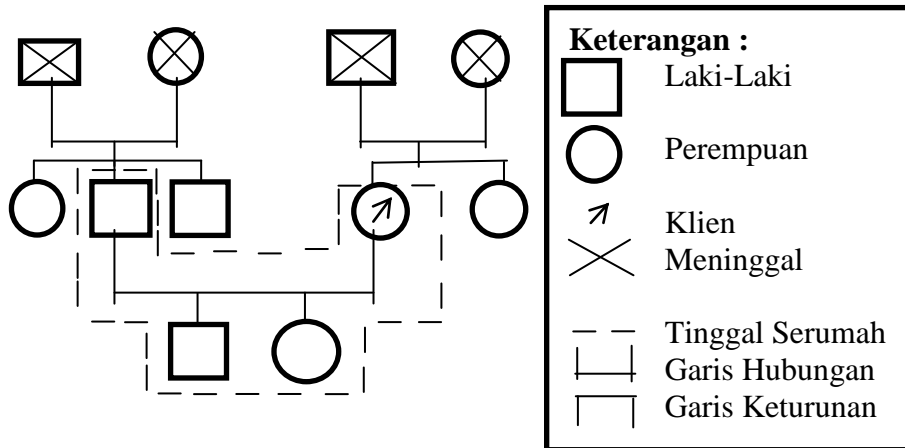 Keterangan :
Laki-Laki
Perempuan
Klien
Meninggal
Tinggal Serumah
Garis Hubungan
Garis Keturunan